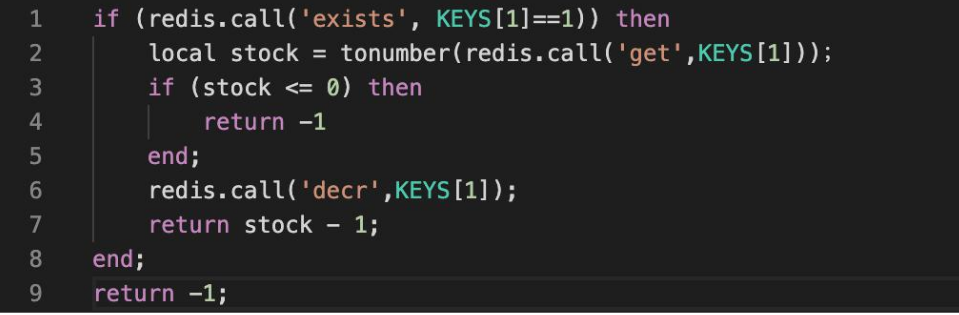 1 if (redis.call('exists', KEYS[1]==1)) then
2 local stock = tonumber(redis.call('get',KEYS[1]));
3 if (stock <= 0) then
4 return -1
5 end;
6 redis.call('decr',KEYS[1]);
7 return stock - 1;
8 end;
9 return -1;